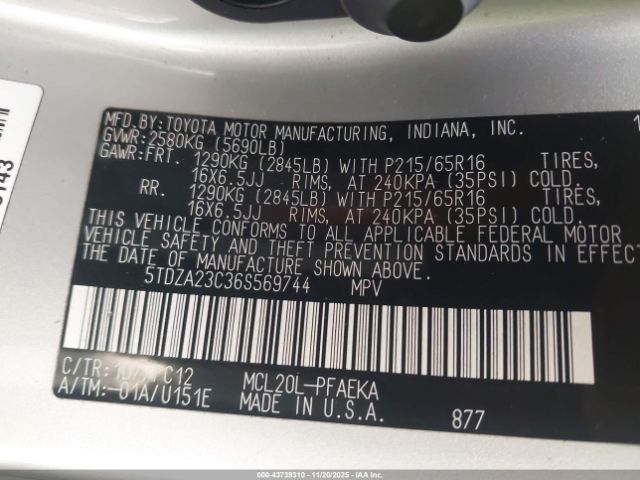 MFD.BY:TOYOTA MOTOR MANUFACTURING, INDIANA, INC.
GVWR:2580KG (5690LB)
GAWR:FRT. 1290KG (2845LB) WITH P215/65R16 TIRES,
16X6.5JJ RIMS, AT 240KPA (35PSI) COLD.
RR. 1290KG (2845LB) WITH P215/65R16 TIRES,
16X6.5JJ RIMS, AT 240KPA (35PSI) COLD.
THIS VEHICLE CONFORMS TO ALL APPLICABLE FEDERAL MOTOR
VEHICLE SAFETY AND THEFT PREVENTION STANDARDS IN EFFECT
THE DATE OF MANUFACTURE SHOWN ABOVE.
5TDZA23C36S569744 MPV
C/TR: C12
A/TM:-01A/U151E
MCL20L-PFAEKA
MADE IN U.S.A.
877
000-43739310 - 11/20/2025 - IAAI.COM